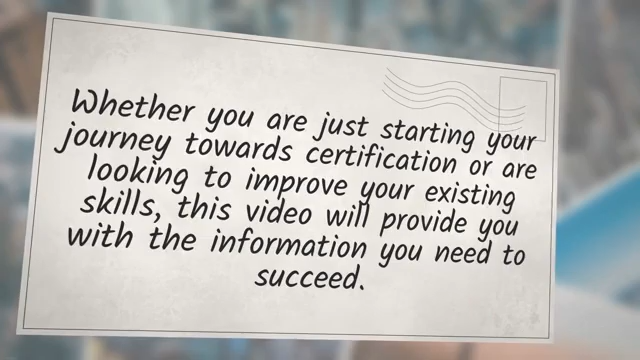 Whether you are just starting your
journey towards certification or are
looking to improve your existing
skills, this video will provide you
with the information you need to
succeed.